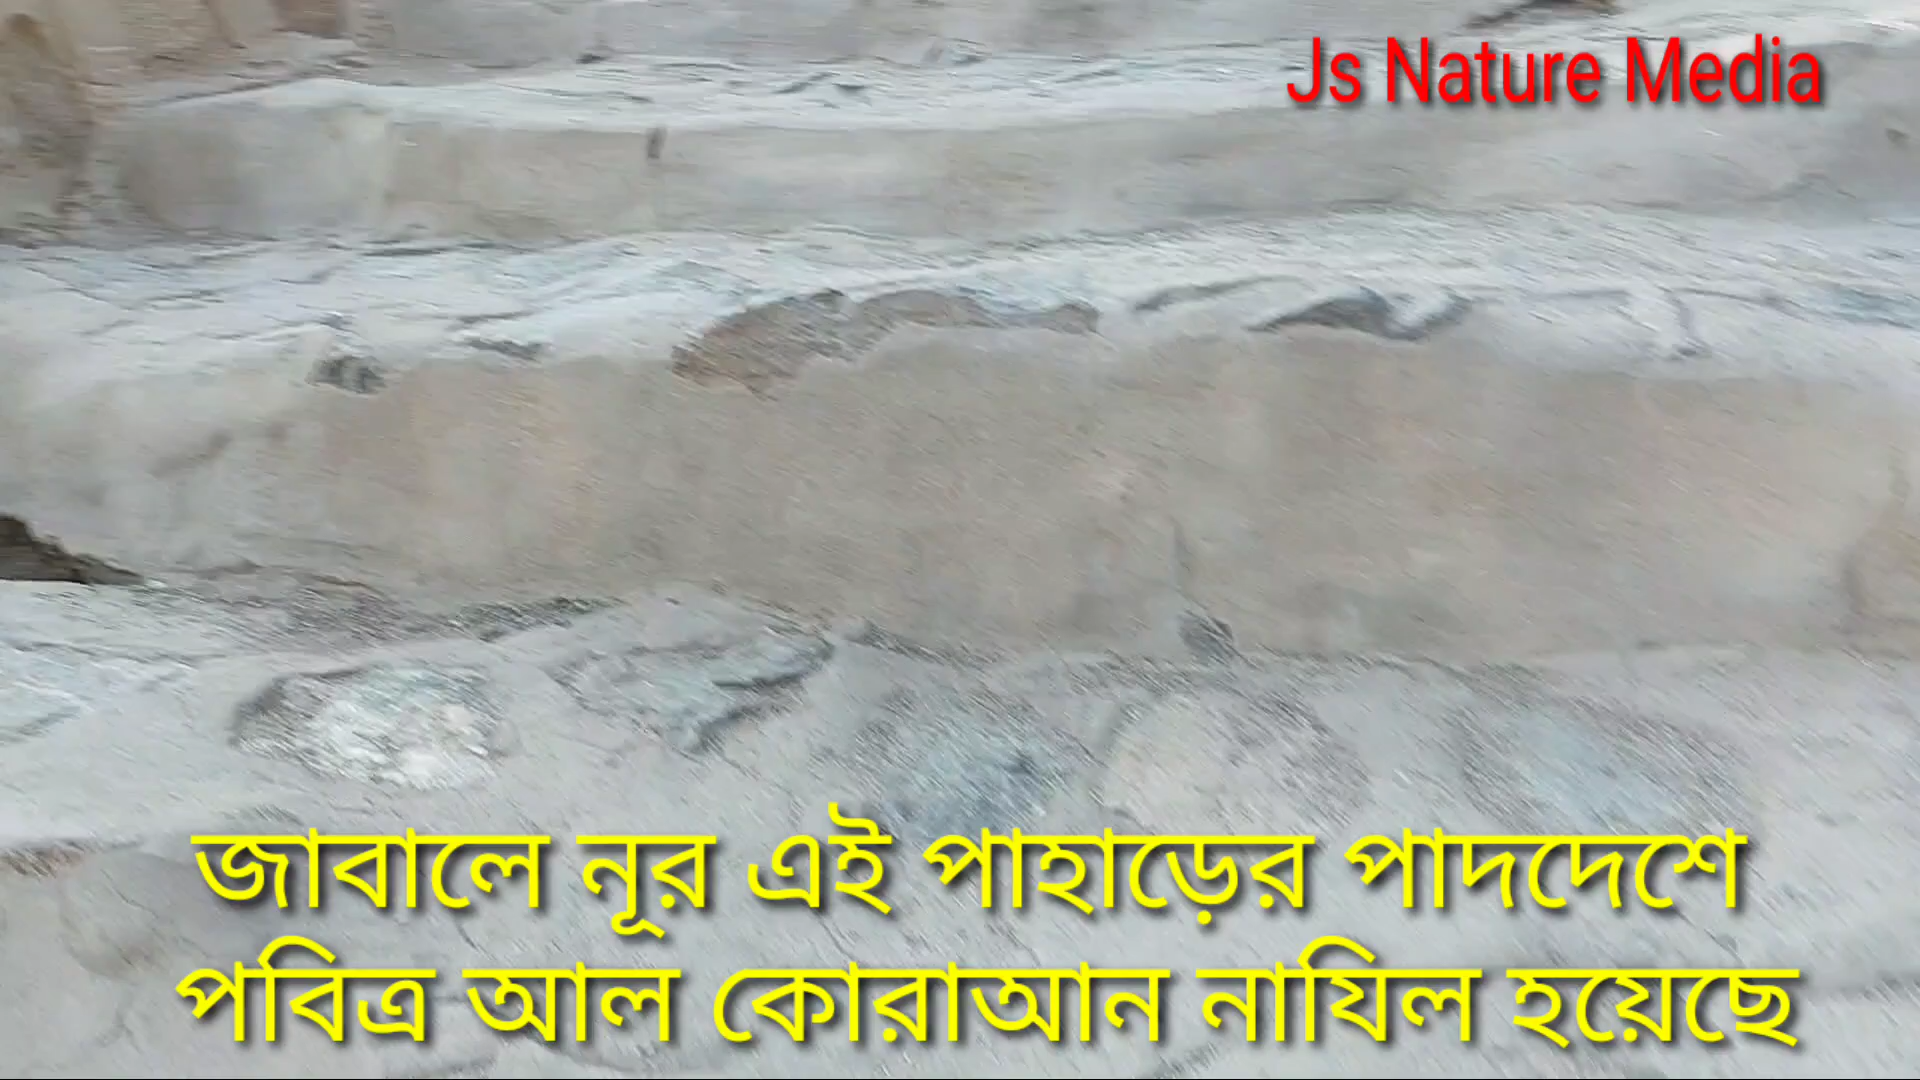 Js Nature Media
জাবালে নূর এই পাহাড়ের পাদদেশে
পবিত্র আল কোরাআন নাযিল হয়েছে